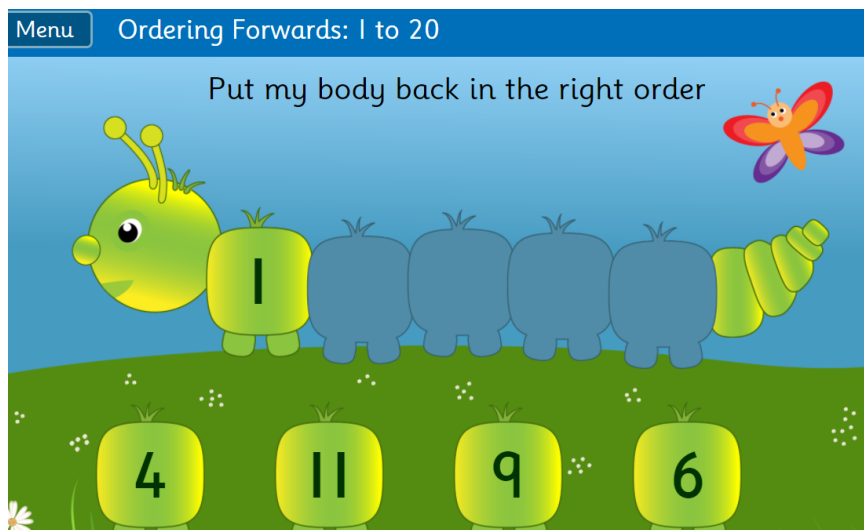 Menu Ordering Forwards: 1 to 20
Put my body back in the right order
1
4 11 9 6